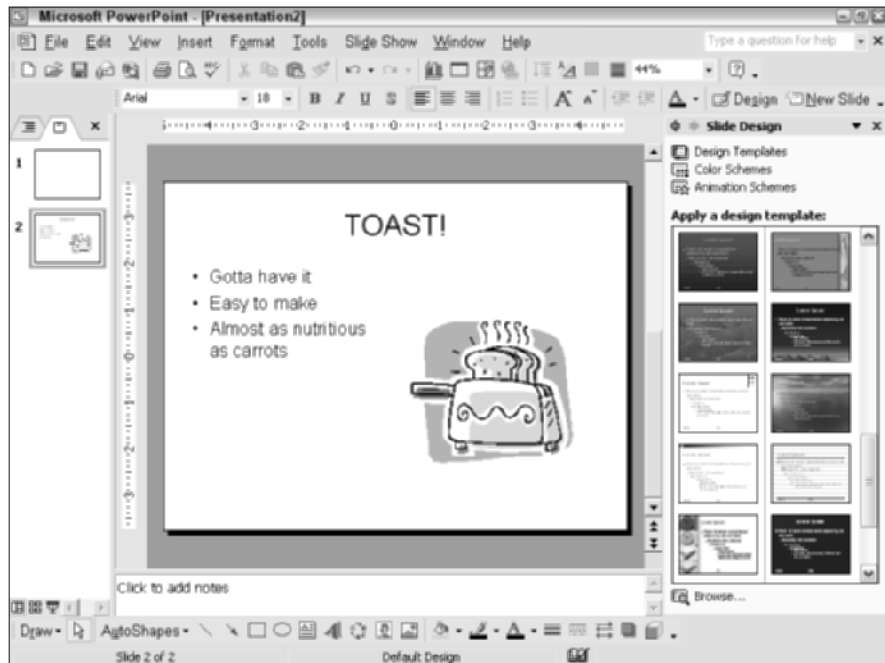 Microsoft PowerPoint - [Presentation2]
File Edit View Insert Format Tools Slide Show Window Help
Type a question for help
44%
Arial 18 B I U S A A A Design New Slide
Slide Design
1
2
Design Templates
Color Schemes
Animation Schemes
Apply a design template:
TOAST!
• Gotta have it
• Easy to make
• Almost as nutritious
as carrots
Click to add notes
Browse...
Draw AutoShapes
Slide 2 of 2 Default Design